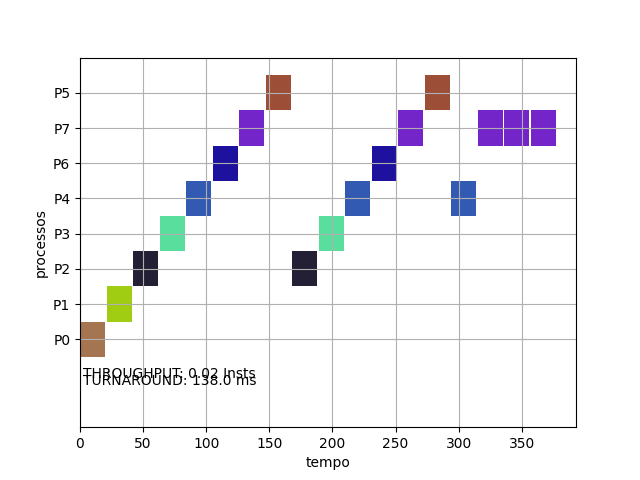 processos
P5
P7
P6
P4
P3
P2
P1
P0
THROUGHPUT: 0.02 Insts
TURNAROUND: 138.0 ms
0 50 100 150 200 250 300 350
tempo